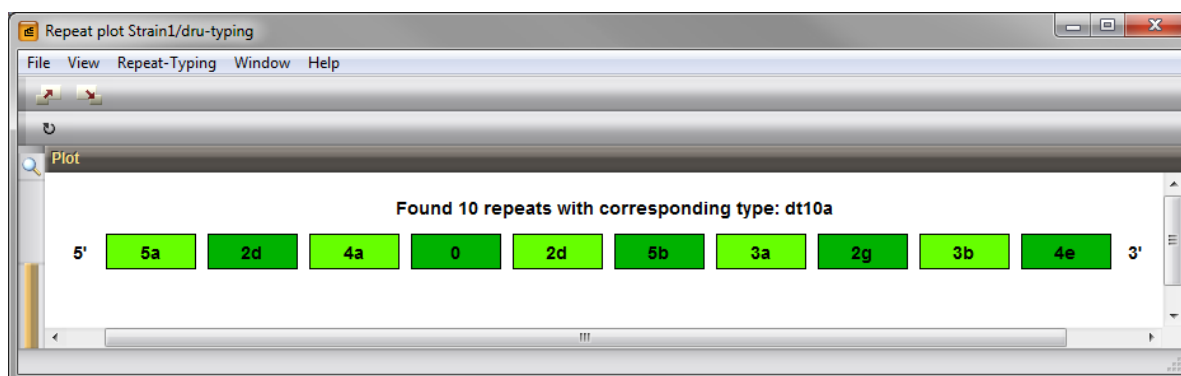 Repeat plot Strain1/dru-typing
File View Repeat-Typing Window Help
Plot
Found 10 repeats with corresponding type: dt10a
5' 5a 2d 4a 0 2d 5b 3a 2g 3b 4e 3'